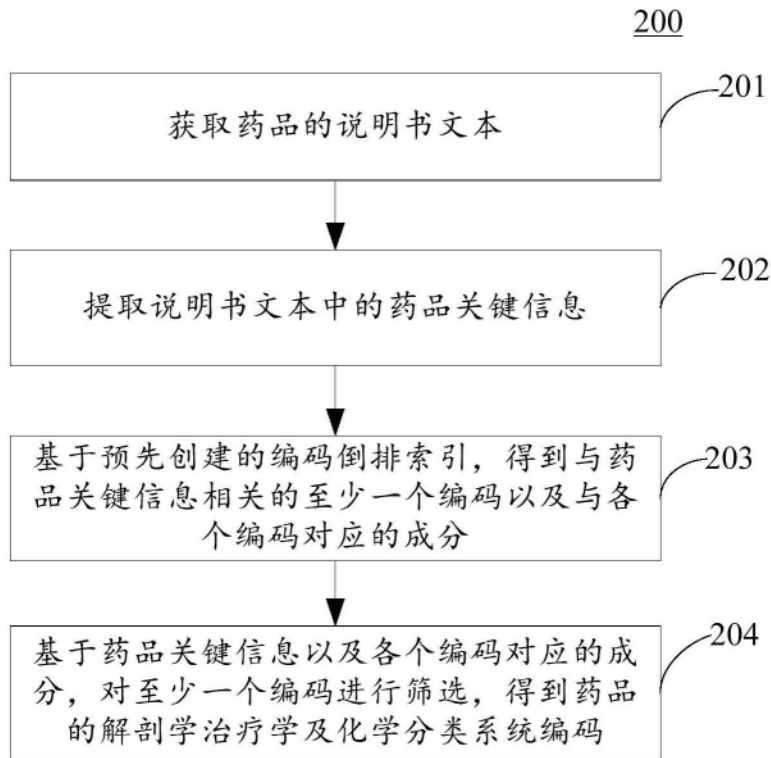 200
获取药品的说明书文本
201
提取说明书文本中的药品关键信息
202
基于预先创建的编码倒排索引，得到与药
品关键信息相关的至少一个编码以及与各
个编码对应的成分
203
基于药品关键信息以及各个编码对应的成
分，对至少一个编码进行筛选，得到药品
的解剖学治疗学及化学分类系统编码
204